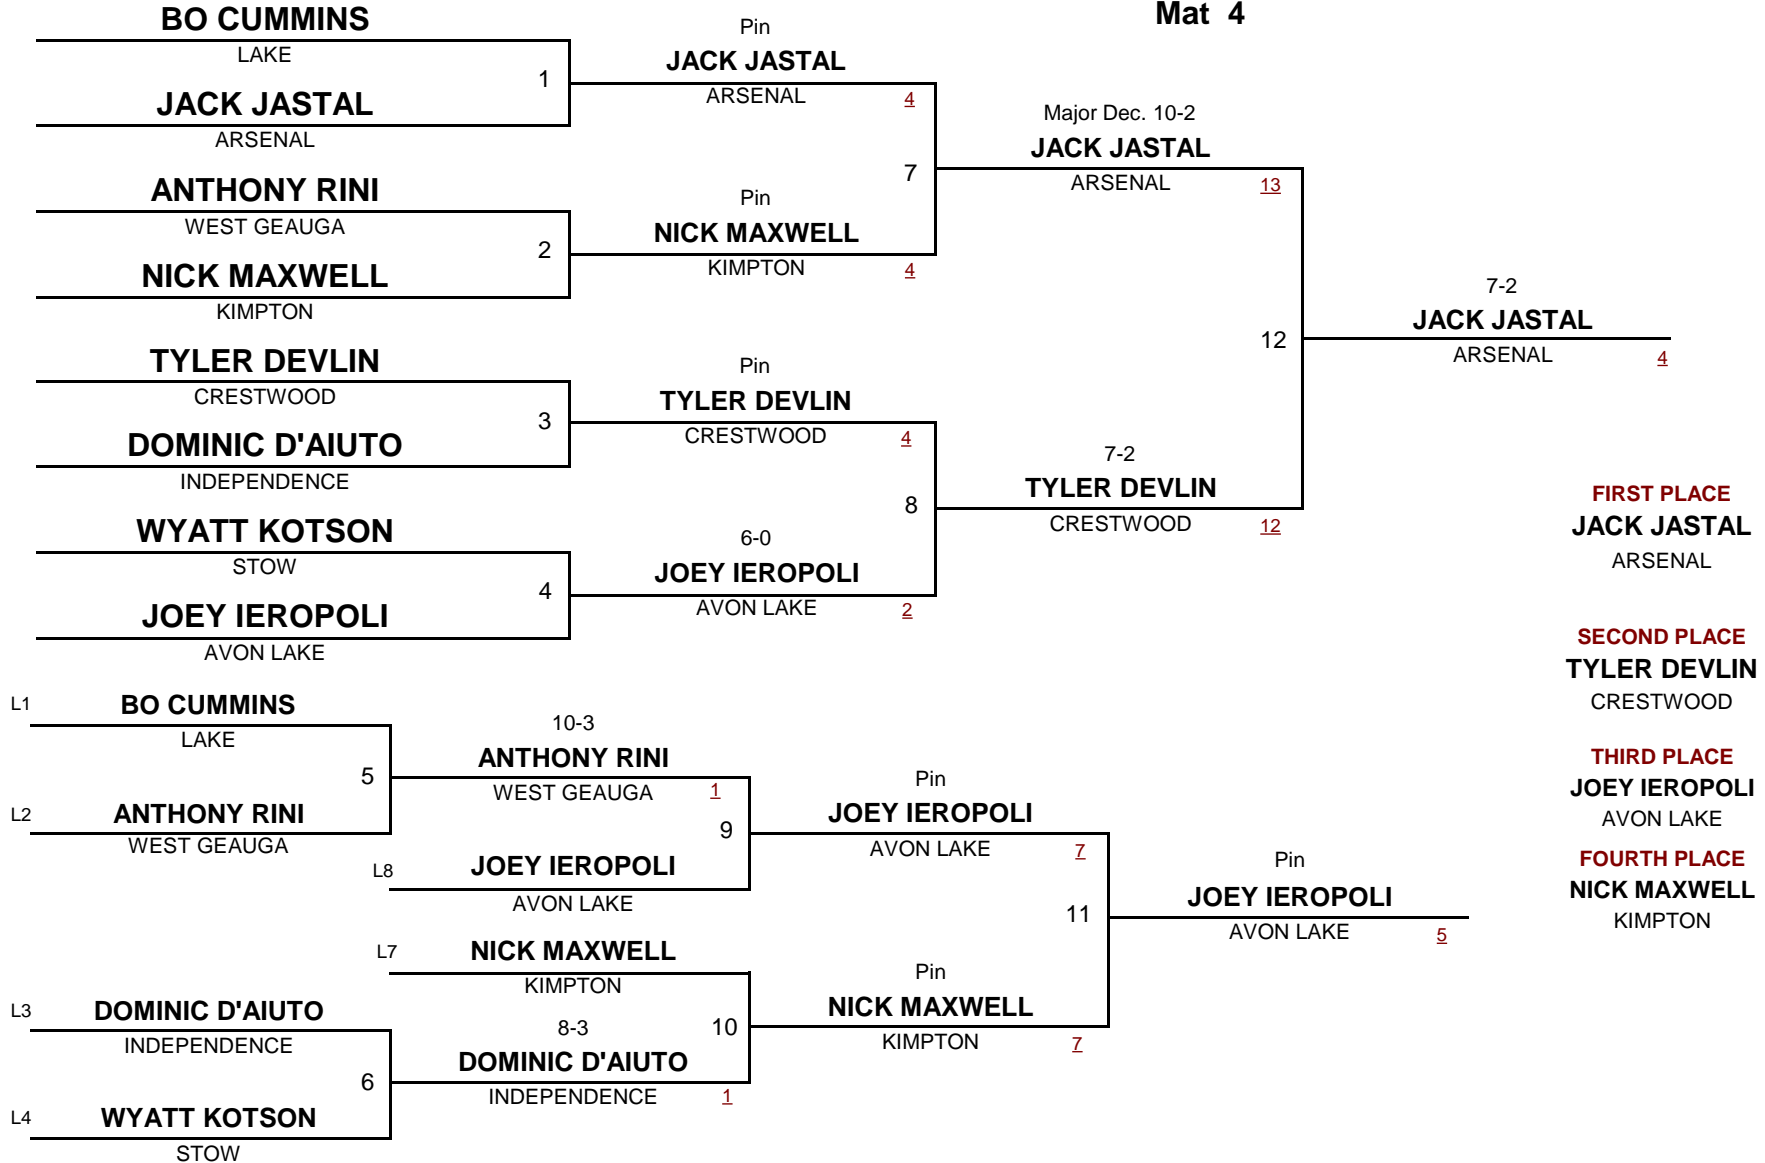 Mat 4
BO CUMMINS
LAKE
1
JACK JASTAL
ARSENAL
ANTHONY RINI
WEST GEAUGA
2
NICK MAXWELL
KIMPTON
TYLER DEVLIN
CRESTWOOD
3
DOMINIC D'AIUTO
INDEPENDENCE
WYATT KOTSON
STOW
4
JOEY IEROPOLI
AVON LAKE
Pin
JACK JASTAL
ARSENAL 4
7
Pin
NICK MAXWELL
KIMPTON 4
Pin
TYLER DEVLIN
CRESTWOOD 4
8
6-0
JOEY IEROPOLI
AVON LAKE 2
Major Dec. 10-2
JACK JASTAL
ARSENAL 13
12
7-2
TYLER DEVLIN
CRESTWOOD 12
7-2
JACK JASTAL
ARSENAL 4
FIRST PLACE
JACK JASTAL
ARSENAL
SECOND PLACE
TYLER DEVLIN
CRESTWOOD
THIRD PLACE
JOEY IEROPOLI
AVON LAKE
FOURTH PLACE
NICK MAXWELL
KIMPTON
L1 BO CUMMINS
LAKE
5
L2 ANTHONY RINI
WEST GEAUGA
10-3
ANTHONY RINI
WEST GEAUGA 1
9
L8 JOEY IEROPOLI
AVON LAKE
L7 NICK MAXWELL
KIMPTON
10
L3 DOMINIC D'AIUTO
INDEPENDENCE
6
L4 WYATT KOTSON
STOW
8-3
DOMINIC D'AIUTO
INDEPENDENCE 1
Pin
JOEY IEROPOLI
AVON LAKE 7
11
Pin
NICK MAXWELL
KIMPTON 7
Pin
JOEY IEROPOLI
AVON LAKE 5